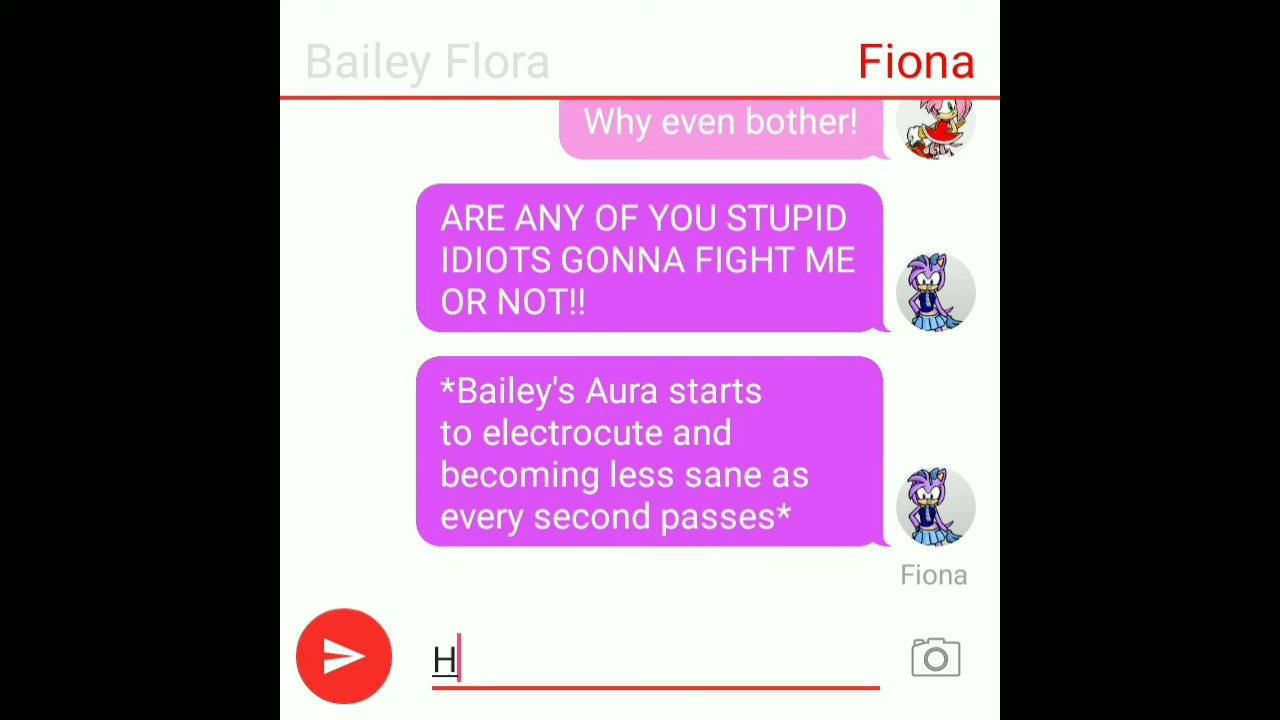 Bailey Flora
Fiona
Why even bother!
ARE ANY OF YOU STUPID
IDIOTS GONNA FIGHT ME
OR NOT!!
*Bailey's Aura starts
to electrocute and
becoming less sane as
every second passes*
Fiona
H